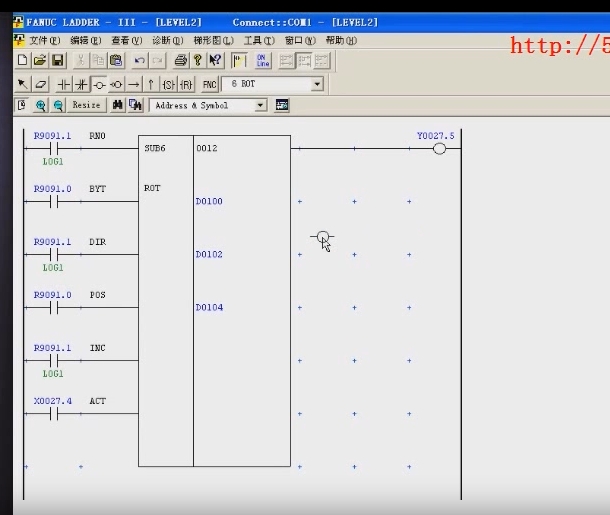 FANUC LADDER - III - [LEVEL2] Connect::COM1 - [LEVEL2]
文件(F) 编辑(E) 查看(V) 诊断(D) 梯形图(L) 工具(T) 窗口(W) 帮助(H)
http://5
ON Line
{S} {R} FNC 6 ROT
Resize Address & Symbol
R9091.1 RNO Y0027.5
SUB6 0012
LOG1
R9091.0 BYT ROT
D0100
R9091.1 DIR
D0102
LOG1
R9091.0 POS
D0104
R9091.1 INC
LOG1
X0027.4 ACT